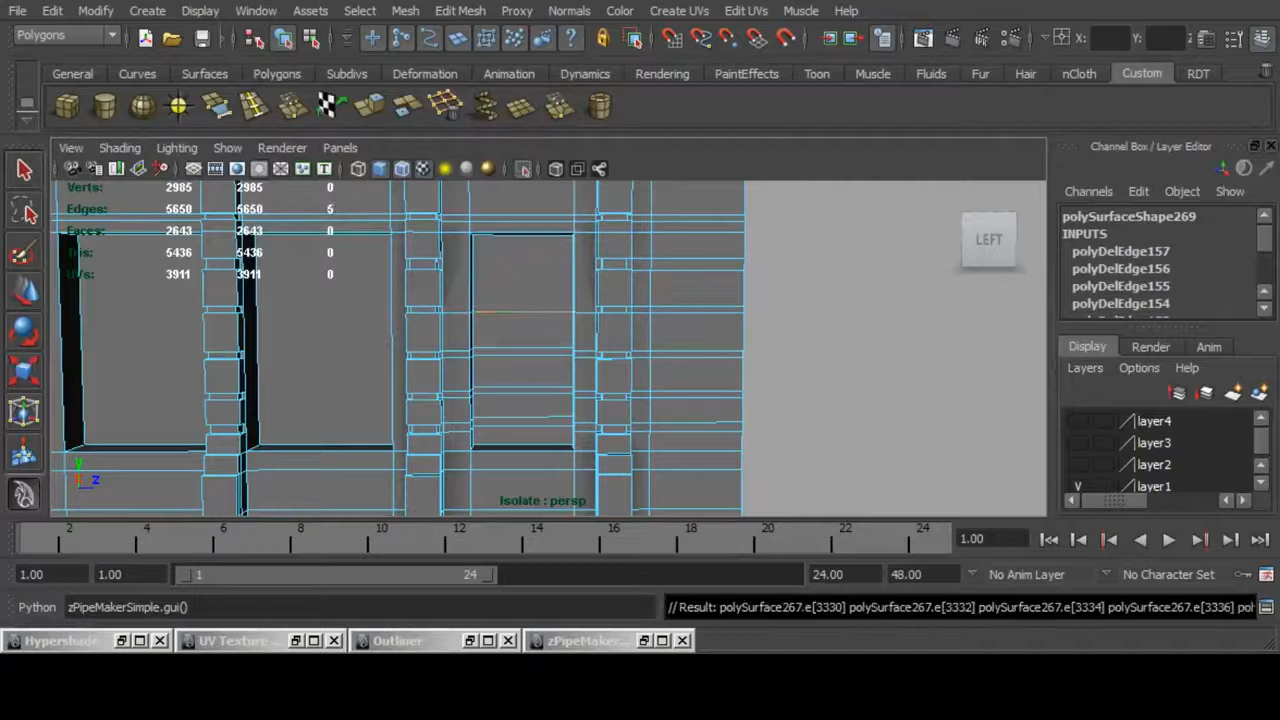 File Edit Modify Create Display Window Assets Select Mesh Edit Mesh Proxy Normals Color Create UVs Edit UVs Muscle Help
Polygons X: Y: Z
General Curves Surfaces Polygons Subdivs Deformation Animation Dynamics Rendering PaintEffects Toon Muscle Fluids Fur Hair nCloth Custom RDT
View Shading Lighting Show Renderer Panels
Channel Box / Layer Editor
Channels Edit Object Show
Verts: 2985 2985 0
Edges: 5650 5650 6
Faces: 2643 2643 0
Tris: 5436 5436 0
UVs: 3911 3911 0
LEFT
polySurfaceShape269
INPUTS
polyDelEdge157
polyDelEdge156
polyDelEdge155
polyDelEdge154
Display Render Anim
Layers Options Help
layer4
layer3
layer2
V layer1
y
z
Isolate : persp
2 4 6 8 10 12 14 16 18 20 22 24
1.00
1.00 1.00 1 24 24.00 48.00 No Anim Layer No Character Set
Python zPipeMakerSimple.gui() // Result: polySurface267.e[3330] polySurface267.e[3332] polySurface267.e[3334] polySurface267.e[3336] pol
Hypershade UV Texture Outliner zPipeMaker...